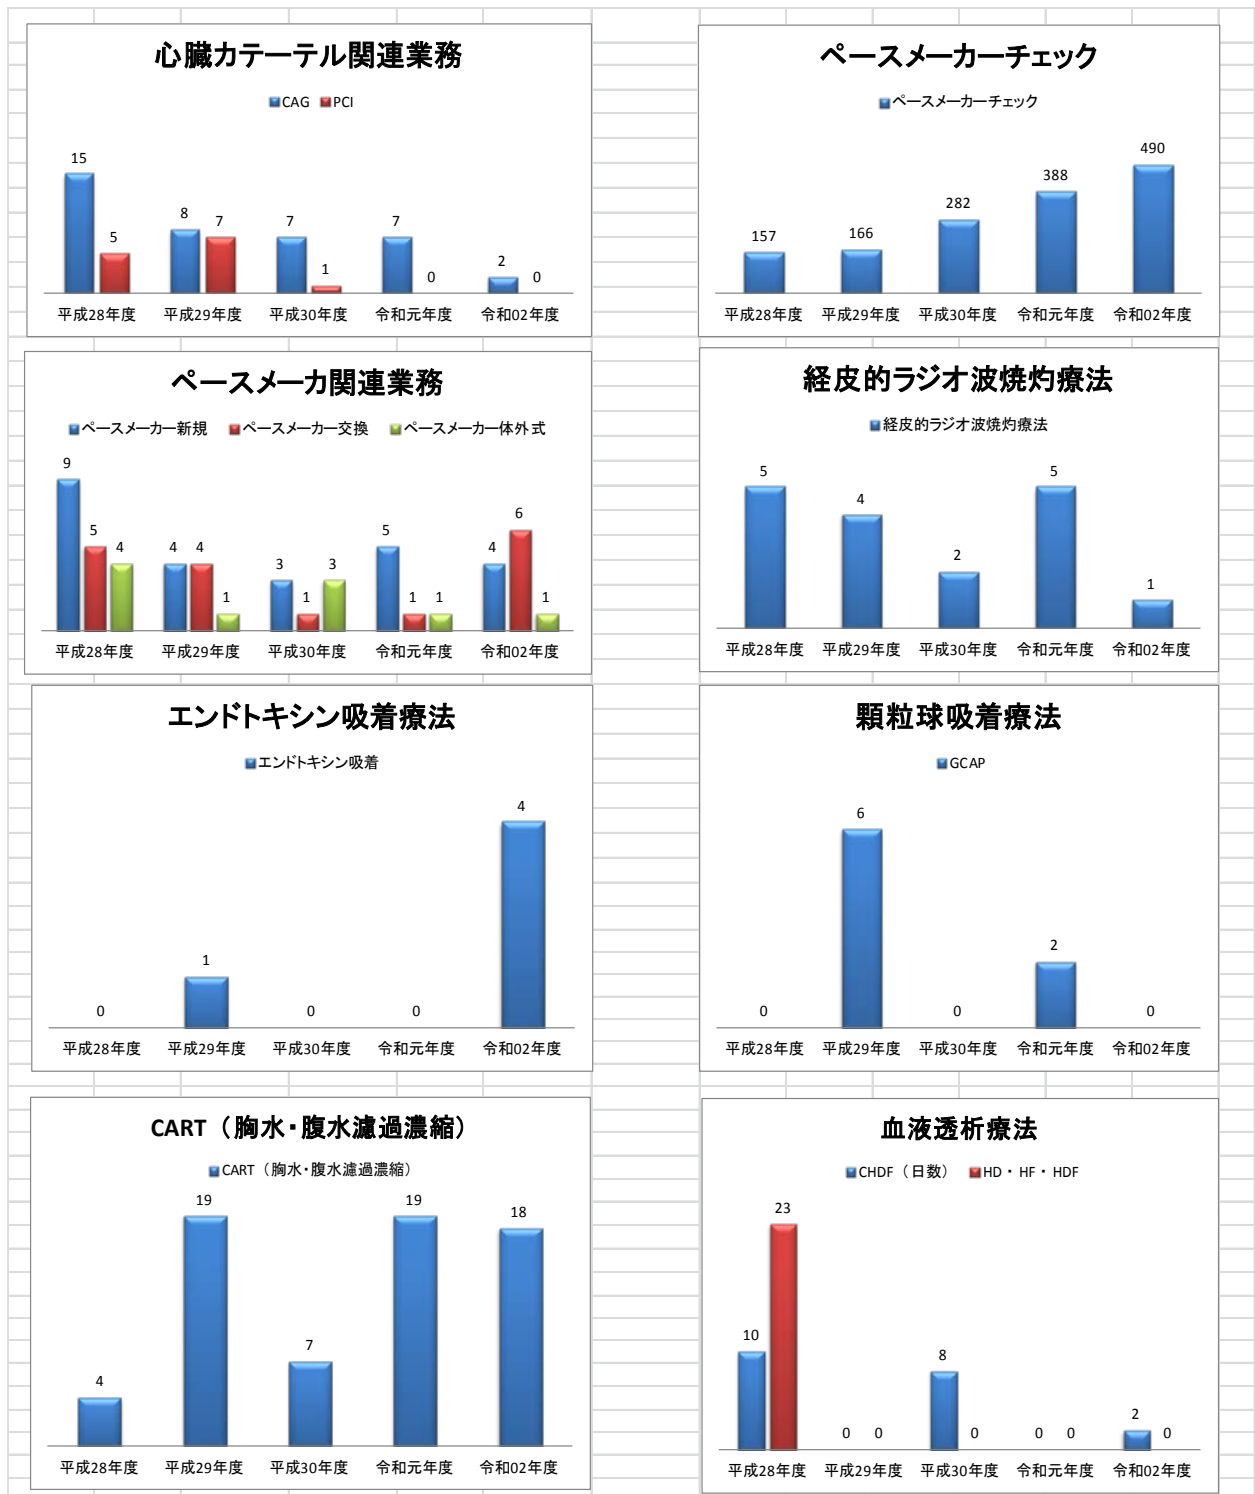 心臓カテーテル関連業務
CAG PCI
15 5 8 7 7 1 7 0 2 0
平成28年度 平成29年度 平成30年度 令和元年度 令和02年度
ペースメーカーチェック
ペースメーカーチェック
157 166 282 388 490
平成28年度 平成29年度 平成30年度 令和元年度 令和02年度
ペースメーカ関連業務
ペースメーカー新規 ペースメーカー交換 ペースメーカー体外式
9 5 4 4 4 1 3 1 3 5 1 1 4 6 1
平成28年度 平成29年度 平成30年度 令和元年度 令和02年度
経皮的ラジオ波焼灼療法
経皮的ラジオ波焼灼療法
5 4 2 5 1
平成28年度 平成29年度 平成30年度 令和元年度 令和02年度
エンドトキシン吸着療法
エンドトキシン吸着
0 1 0 0 4
平成28年度 平成29年度 平成30年度 令和元年度 令和02年度
顆粒球吸着療法
GCAP
0 6 0 2 0
平成28年度 平成29年度 平成30年度 令和元年度 令和02年度
CART（胸水・腹水濾過濃縮）
CART（胸水・腹水濾過濃縮）
4 19 7 19 18
平成28年度 平成29年度 平成30年度 令和元年度 令和02年度
血液透析療法
CHDF（日数） HD・HF・HDF
10 23 0 0 8 0 0 0 2 0
平成28年度 平成29年度 平成30年度 令和元年度 令和02年度